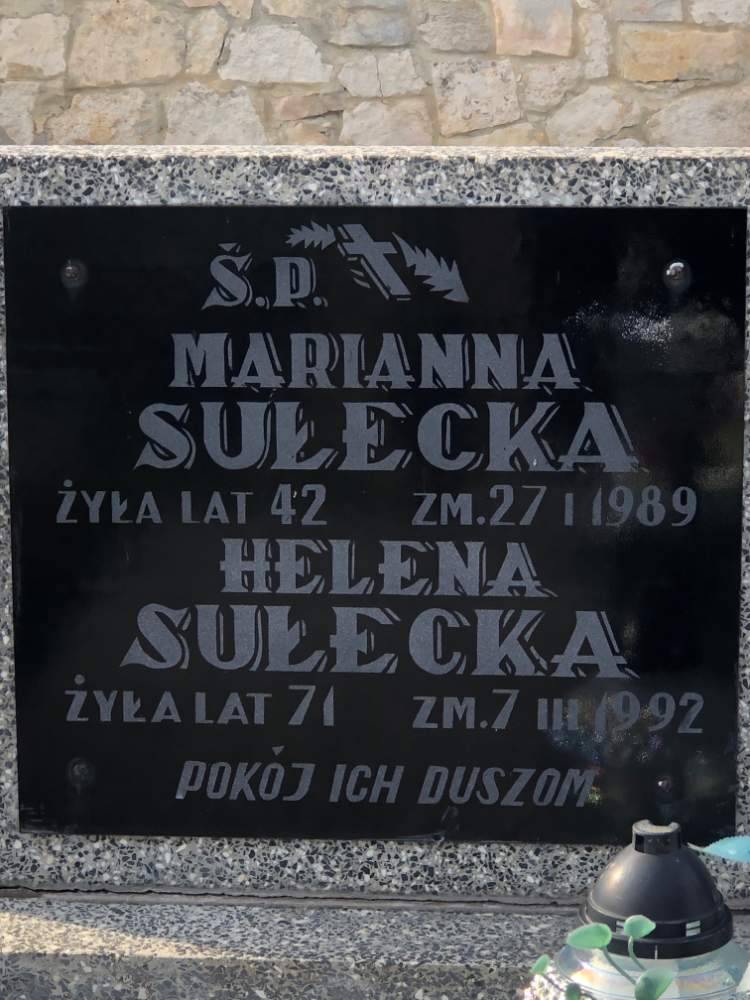 Ś.P.
MARIANNA
SUŁECKA
ŻYŁA LAT 42 ZM.27 I 1989
HELENA
SUŁECKA
ŻYŁA LAT 71 ZM.7 III 1992
POKÓJ ICH DUSZOM